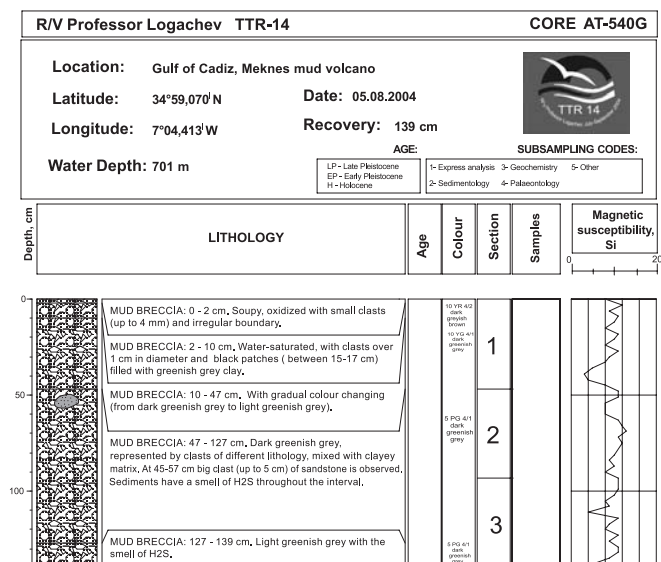 R/V Professor Logachev TTR-14
CORE AT-540G
Location: Gulf of Cadiz, Meknes mud volcano
Latitude: 34°59,070' N
Date: 05.08.2004
Longitude: 7°04,413' W
Recovery: 139 cm
Water Depth: 701 m
TTR 14
AGE:
LP - Late Pleistocene
EP - Early Pleistocene
H - Holocene
SUBSAMPLING CODES:
1- Express analysis 3- Geochemistry 5- Other
2- Sedimentology 4- Palaeontology
Depth, cm
LITHOLOGY
Age
Colour
Section
Samples
Magnetic
susceptibility,
Si
0 20
0
MUD BRECCIA: 0 - 2 cm. Soupy, oxidized with small clasts
(up to 4 mm) and irregular boundary.
MUD BRECCIA: 2 - 10 cm. Water-saturated, with clasts over
1 cm in diameter and black patches ( between 15-17 cm)
filled with greenish grey clay.
10 YR 4/2
dark
greyish
brown
10 YG 4/1
dark
greenish
grey
1
50
MUD BRECCIA: 10 - 47 cm. With gradual colour changing
(from dark greenish grey to light greenish grey).
MUD BRECCIA: 47 - 127 cm. Dark greenish grey,
represented by clasts of different lithology, mixed with clayey
matrix. At 45-57 cm big clast (up to 5 cm) of sandstone is observed.
Sediments have a smell of H2S throughout the interval.
5 PG 4/1
dark
greenish
grey
2
100
MUD BRECCIA: 127 - 139 cm. Light greenish grey with the
smell of H2S.
5 PG 4/1
dark
greenish
grey
3